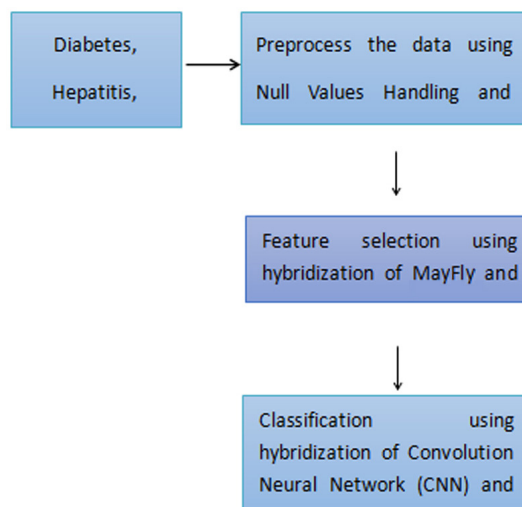 Diabetes,
Hepatitis,
Preprocess the data using
Null Values Handling and
Feature selection using
hybridization of MayFly and
Classification using
hybridization of Convolution
Neural Network (CNN) and